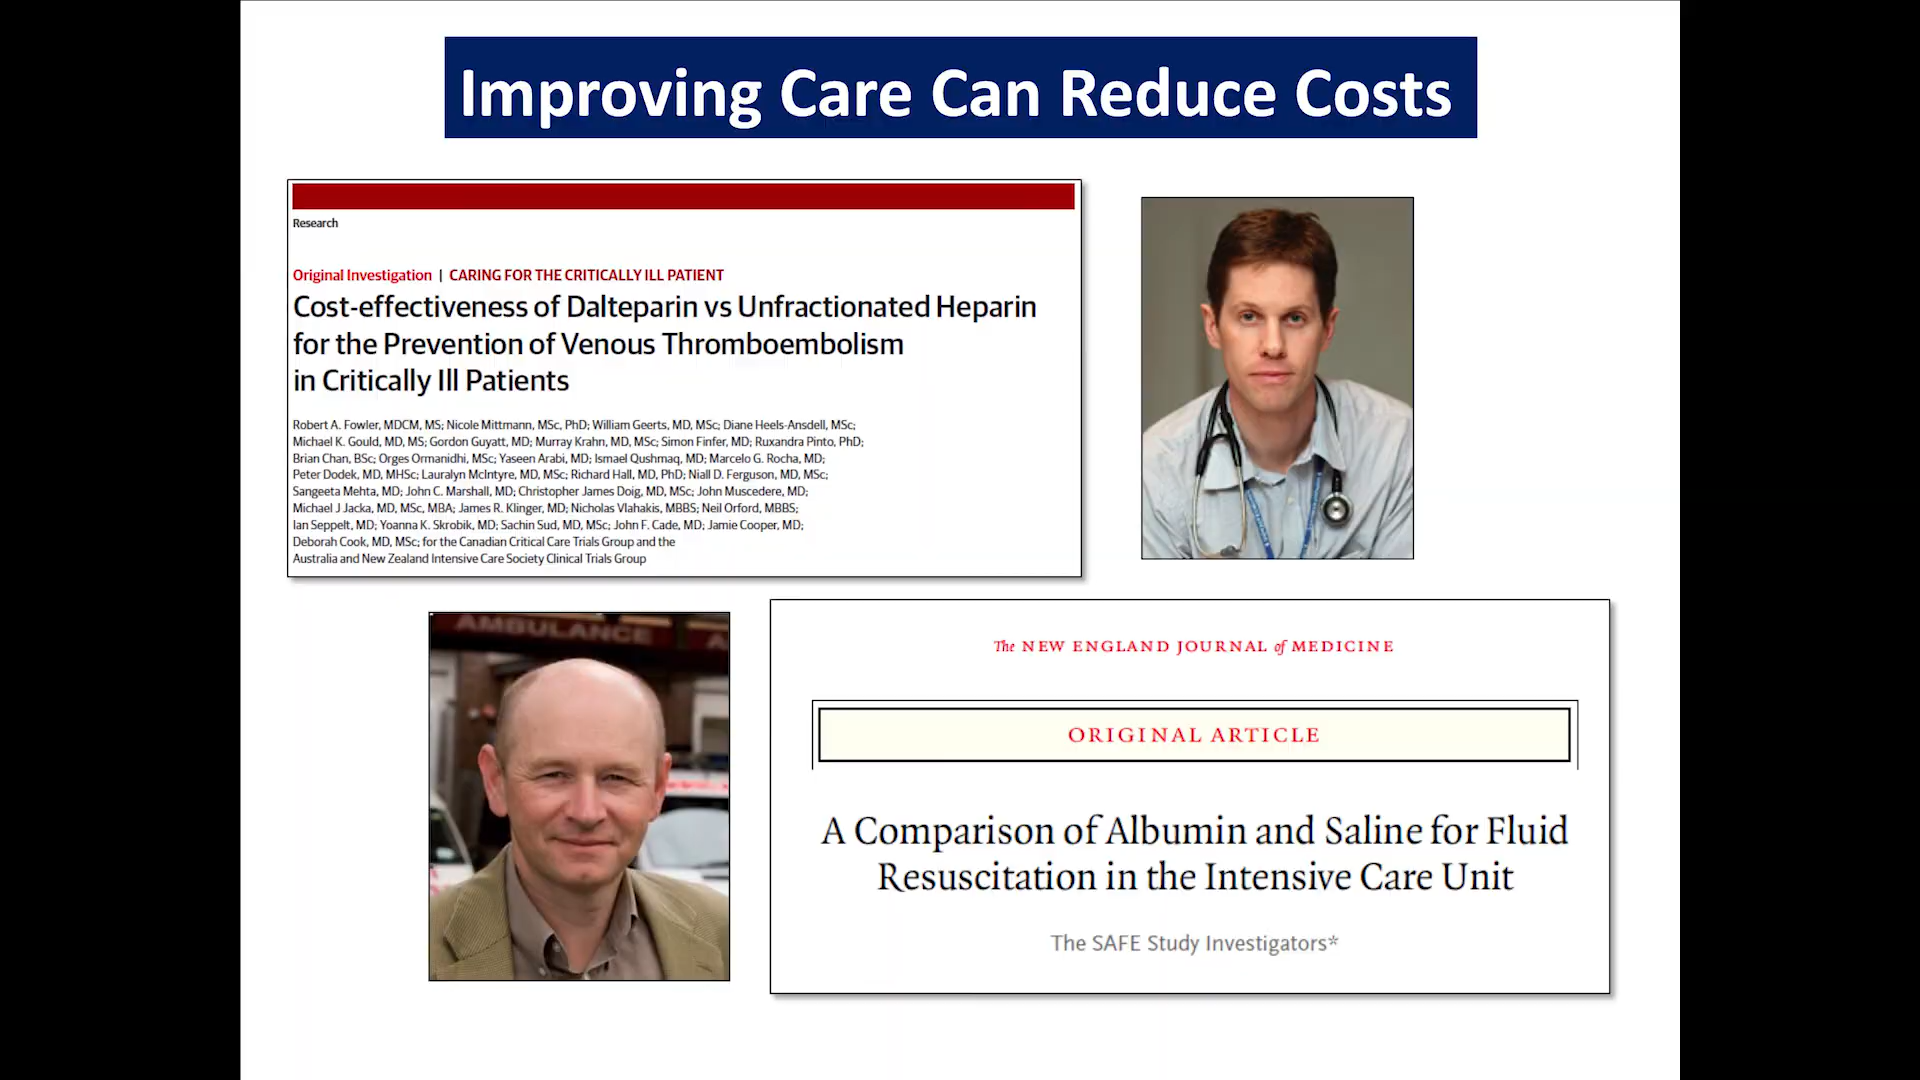 Improving Care Can Reduce Costs
Research
Original Investigation | CARING FOR THE CRITICALLY ILL PATIENT
Cost-effectiveness of Dalteparin vs Unfractionated Heparin
for the Prevention of Venous Thromboembolism
in Critically Ill Patients
Robert A. Fowler, MDCM, MS; Nicole Mittmann, MSc, PhD; William Geerts, MD, MSc; Diane Heels-Ansdell, MSc;
Michael K. Gould, MD, MS; Gordon Guyatt, MD; Murray Krahn, MD, MSc; Simon Finfer, MD; Ruxandra Pinto, PhD;
Brian Chan, BSc; Orges Ormanidhi, MSc; Yaseen Arabi, MD; Ismael Qushmaq, MD; Marcelo G. Rocha, MD;
Peter Dodek, MD, MHSc; Lauralyn McIntyre, MD, MSc; Richard Hall, MD, PhD; Niall D. Ferguson, MD, MSc;
Sangeeta Mehta, MD; John C. Marshall, MD; Christopher James Doig, MD, MSc; John Muscedere, MD;
Michael J Jacka, MD, MSc, MBA; James R. Klinger, MD; Nicholas Vlahakis, MBBS; Neil Orford, MBBS;
Ian Seppelt, MD; Yoanna K. Skrobik, MD; Sachin Sud, MD, MSc; John F. Cade, MD; Jamie Cooper, MD;
Deborah Cook, MD, MSc; for the Canadian Critical Care Trials Group and the
Australia and New Zealand Intensive Care Society Clinical Trials Group
AMBULANCE
A
The NEW ENGLAND JOURNAL of MEDICINE
ORIGINAL ARTICLE
A Comparison of Albumin and Saline for Fluid
Resuscitation in the Intensive Care Unit
The SAFE Study Investigators*